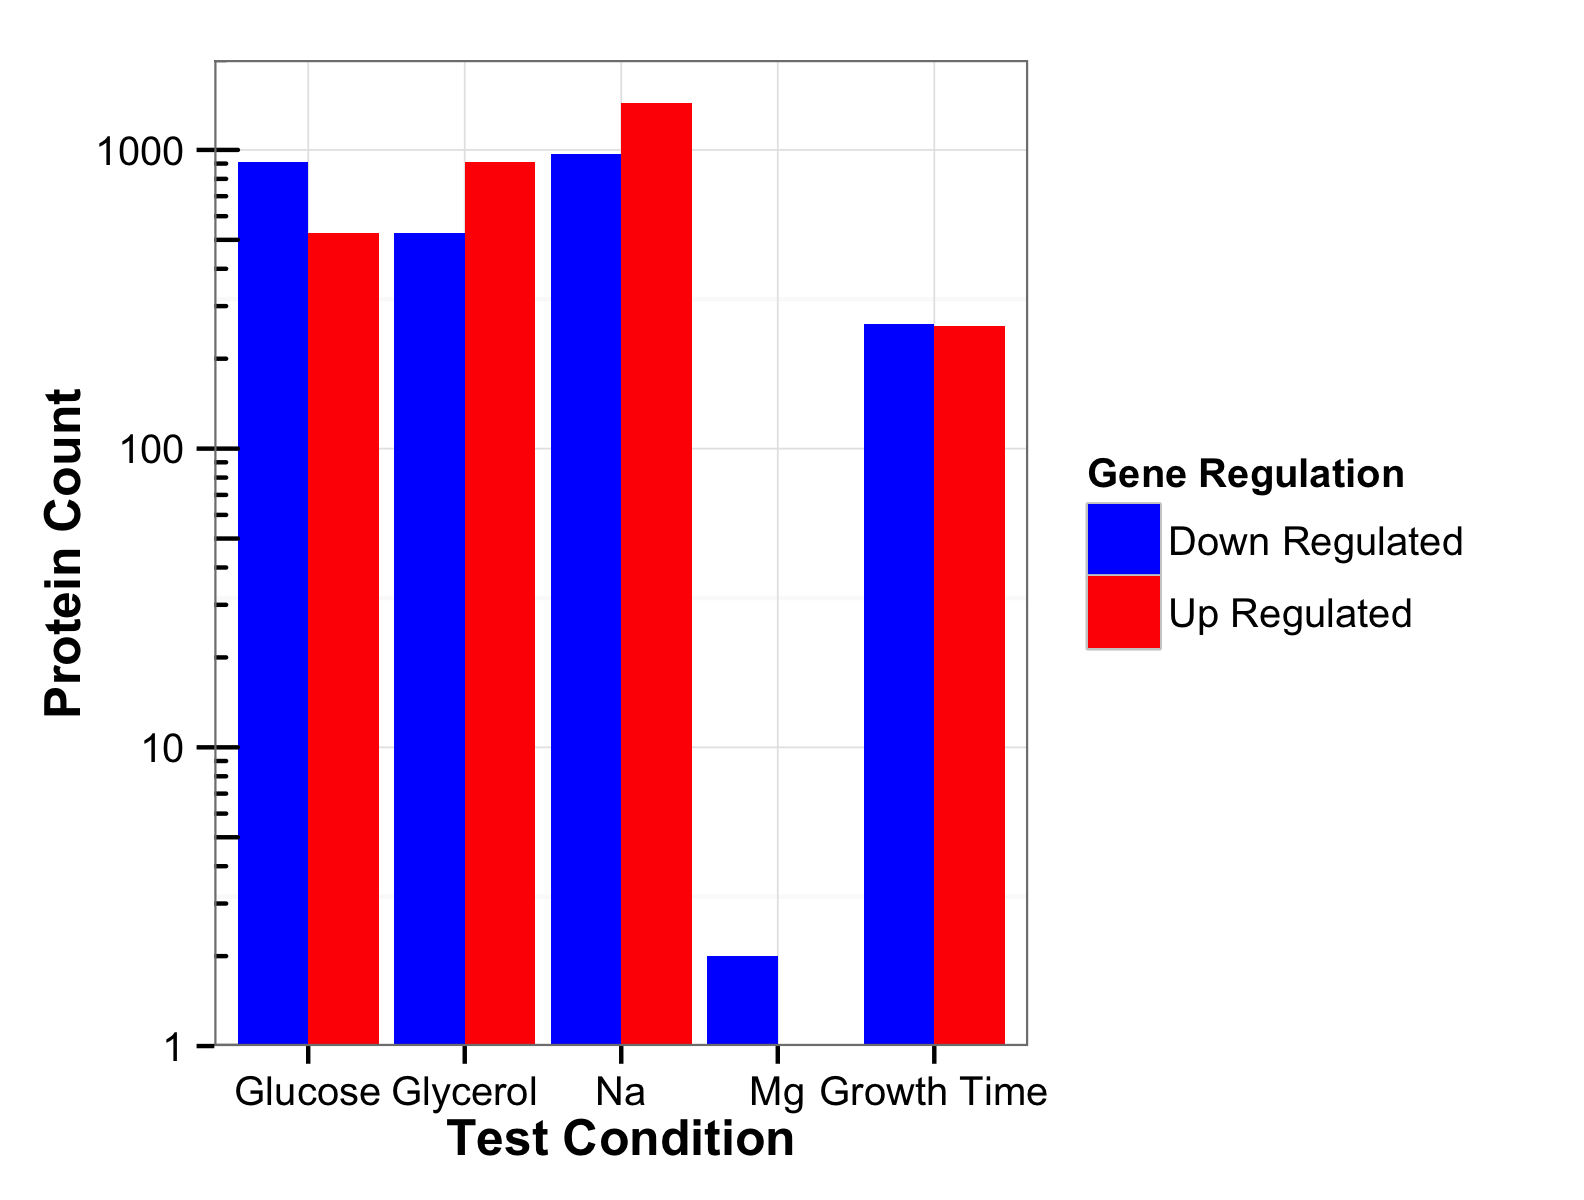 1000
100
10
1
Protein Count
Glucose Glycerol Na Mg Growth Time
Test Condition
Gene Regulation
Down Regulated
Up Regulated